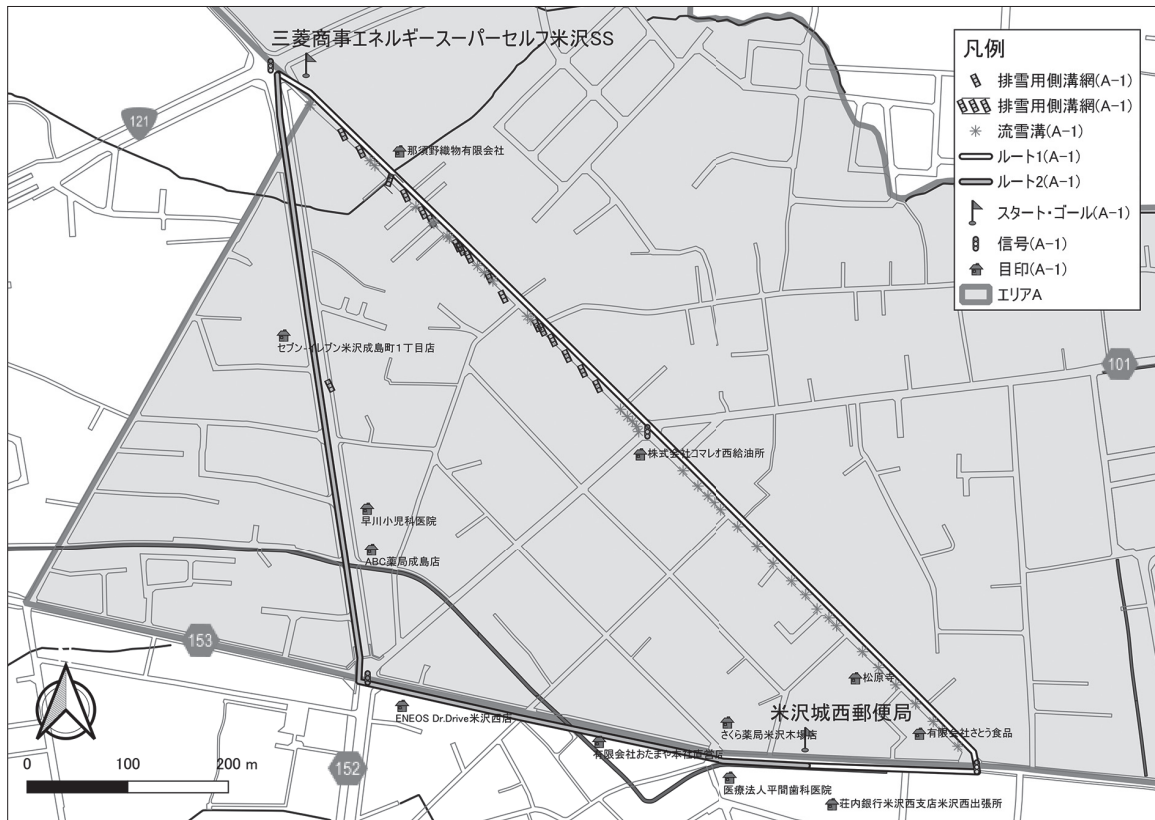 三菱商事エネルギースーパーセルフ米沢SS
凡例
排雪用側溝網(A-1)
排雪用側溝網(A-1)
流雪溝(A-1)
ルート1(A-1)
ルート2(A-1)
スタート・ゴール(A-1)
信号(A-1)
目印(A-1)
エリアA
121
那須野織物有限会社
セブン-イレブン米沢成島町1丁目店
101
株式会社コマレオ西給油所
早川小児科医院
ABC薬局成島店
153
松原寺
ENEOS Dr.Drive米沢西店
米沢城西郵便局
さくら薬局米沢木場店
有限会社さとう食品
有限会社おたまや本社直営店
152
医療法人平間歯科医院
荘内銀行米沢西支店米沢西出張所
0 100 200 m